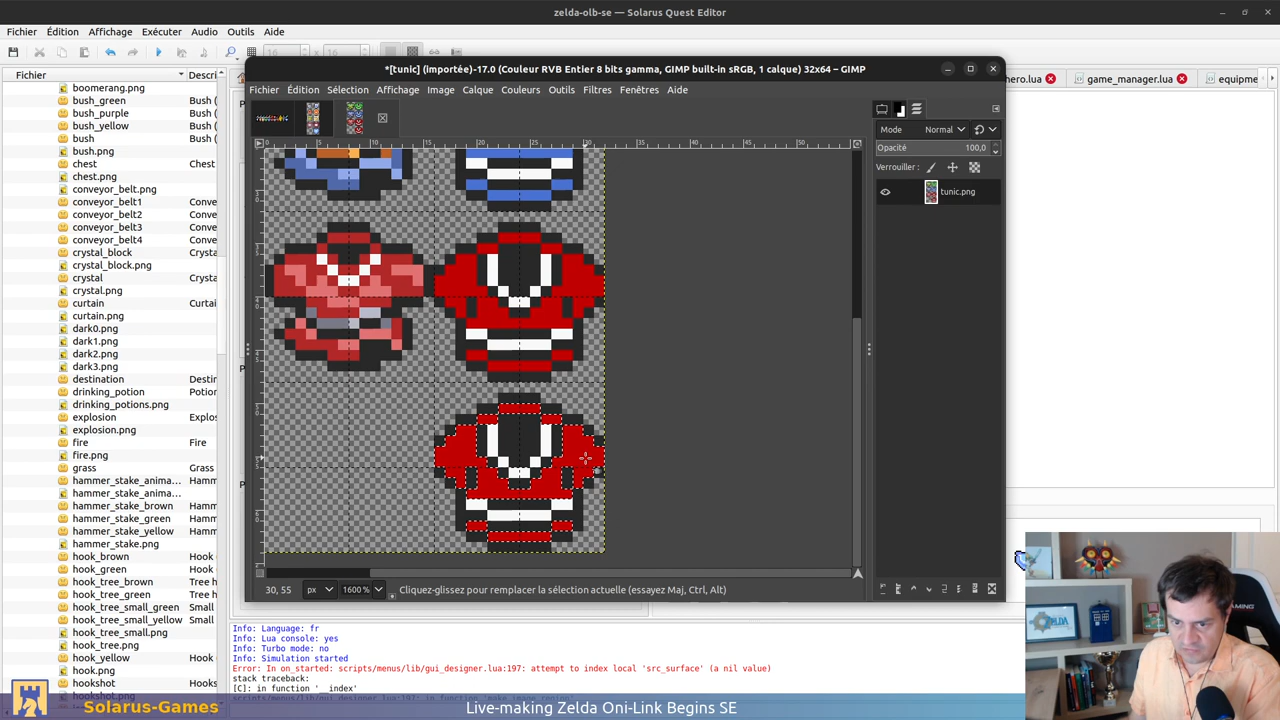 zelda-olb-se — Solarus Quest Editor
Fichier Édition Affichage Exécuter Audio Outils Aide
Fichier Descri
boomerang.png
bush_green Bush (
bush_purple Bush (
bush_yellow Bush (
bush Bush (
bush.png
chest Chest
chest.png
conveyor_belt.png
conveyor_belt1 Conve
conveyor_belt2 Conve
conveyor_belt3 Conve
conveyor_belt4 Conve
crystal_block Crysta
crystal_block.png
crystal Crysta
crystal.png
curtain Curtai
curtain.png
dark0.png
dark1.png
dark2.png
dark3.png
destination Destin
drinking_potion Potion
drinking_potions.png
explosion Explos
explosion.png
fire Fire
fire.png
grass Grass
hammer_stake_anima... Hamm
hammer_stake_anima...
hammer_stake_brown Hamm
hammer_stake_green Hamm
hammer_stake_yellow Hamm
hammer_stake.png
hook_brown Hook (
hook_green Hook (
hook_tree_brown Tree h
hook_tree_green Tree h
hook_tree_small_green Small
hook_tree_small_yellow Small
hook_tree_small.png
hook_tree.png
hook_yellow Hook (
hook.png
hookshot Hooks
hero.lua game_manager.lua equipme
*[tunic] (importée)-17.0 (Couleur RVB Entier 8 bits gamma, GIMP built-in sRGB, 1 calque) 32x64 – GIMP
Fichier Édition Sélection Affichage Image Calque Couleurs Outils Filtres Fenêtres Aide
Mode Normal
Opacité 100,0
Verrouiller :
tunic.png
30, 55 px 1600 % Cliquez-glissez pour remplacer la sélection actuelle (essayez Maj, Ctrl, Alt)
Info: Language: fr
Info: Lua console: yes
Info: Turbo mode: no
Info: Simulation started
Error: In on_started: scripts/menus/lib/gui_designer.lua:197: attempt to index local 'src_surface' (a nil value)
stack traceback:
[C]: in function '__index'
Solarus-Games
Live-making Zelda Oni-Link Begins SE